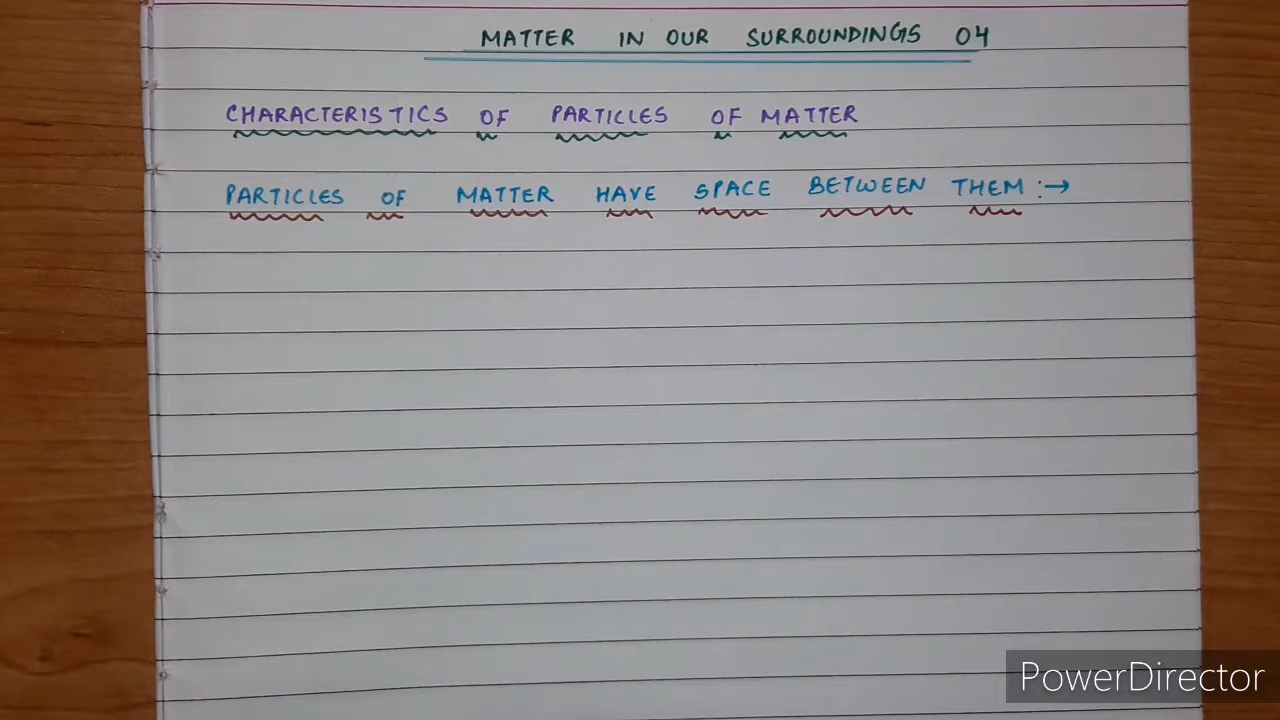 MATTER IN OUR SURROUNDINGS 04
CHARACTERISTICS OF PARTICLES OF MATTER
PARTICLES OF MATTER HAVE SPACE BETWEEN THEM :→
PowerDirector